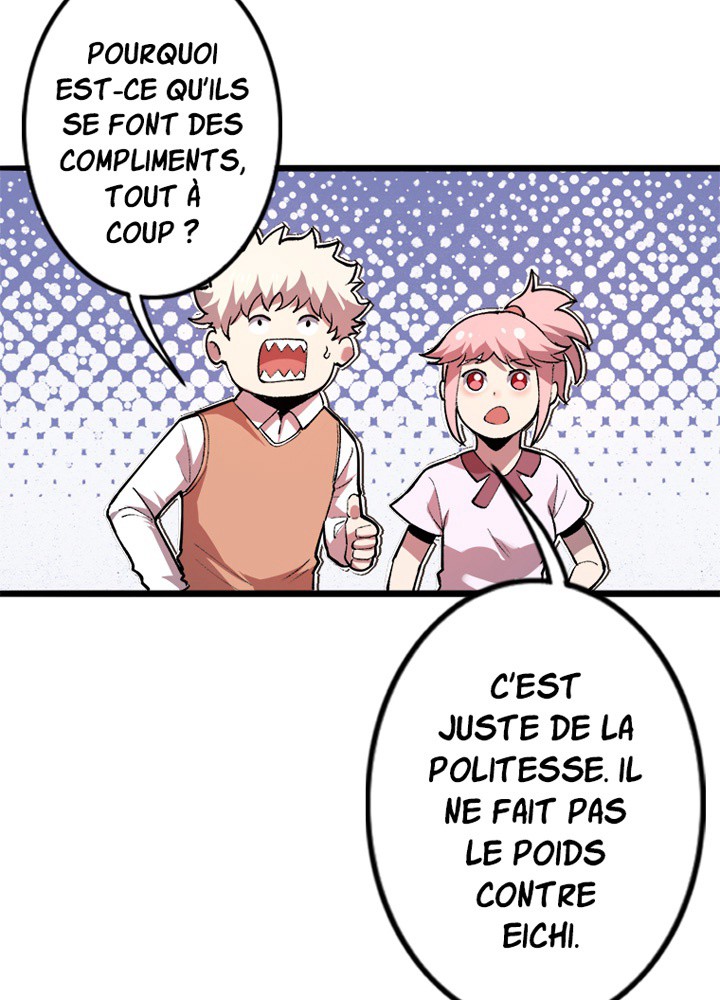 POURQUOI
EST-CE QU'ILS
SE FONT DES
COMPLIMENTS,
TOUT À
COUP ?
C'EST
JUSTE DE LA
POLITESSE. IL
NE FAIT PAS
LE POIDS
CONTRE
EICHI.